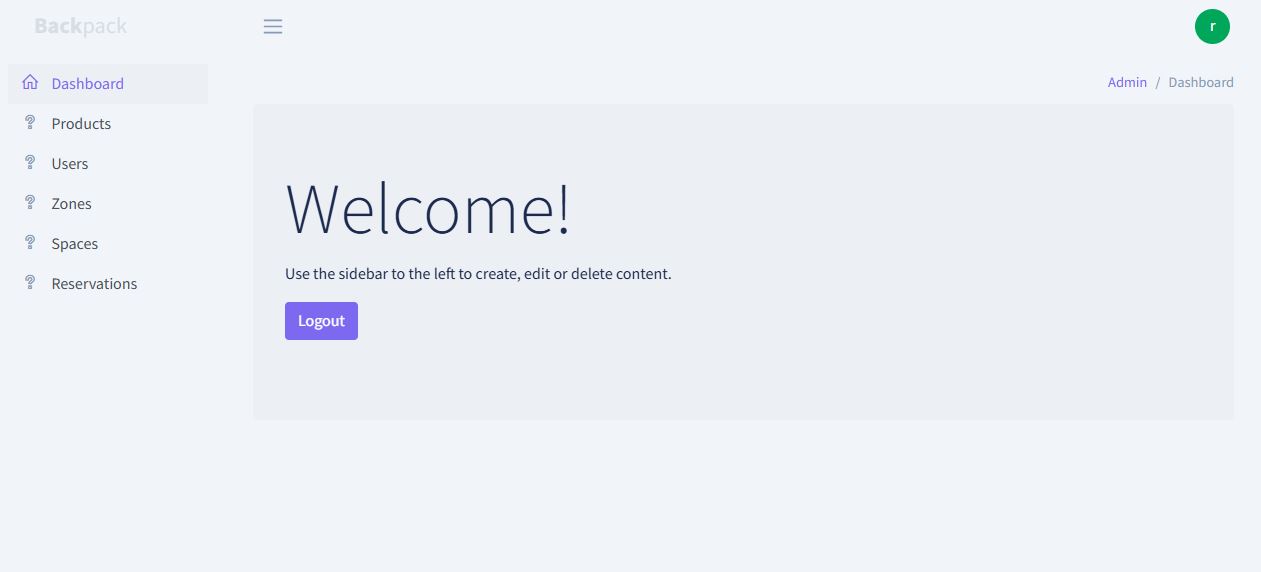 Backpack
r
Dashboard
Products
Users
Zones
Spaces
Reservations
Admin / Dashboard
Welcome!
Use the sidebar to the left to create, edit or delete content.
Logout